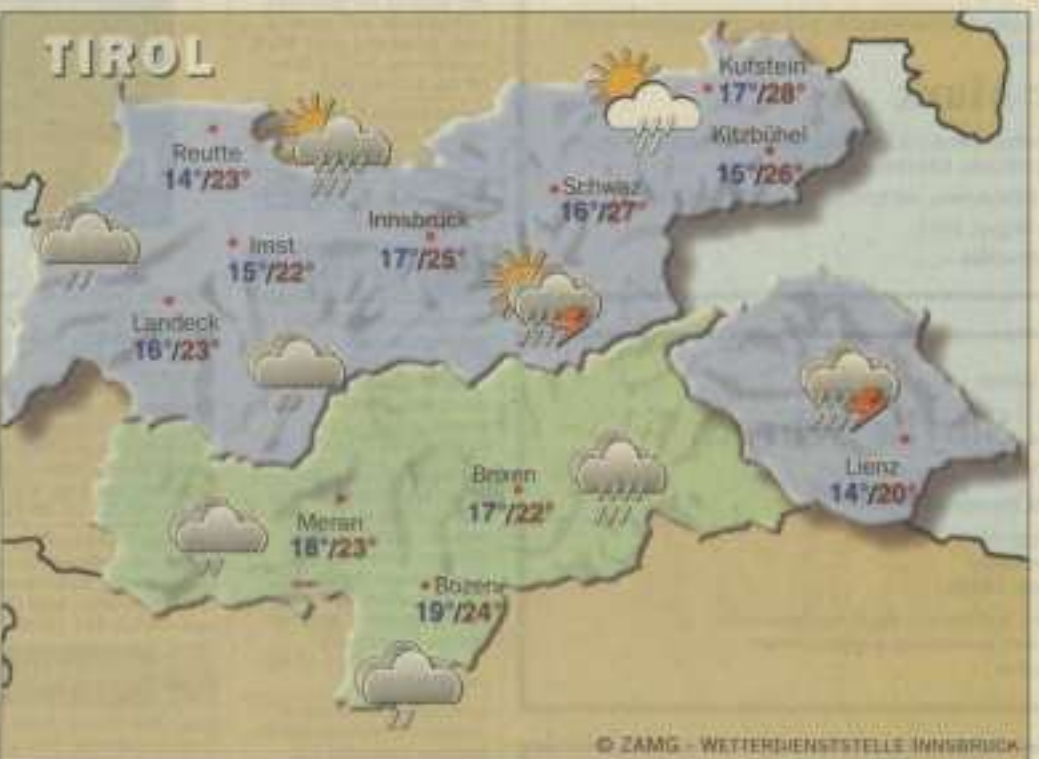 TIROL
Kufstein
17°/28°
Kitzbühel
15°/26°
Reutte
14°/23°
Schwaz
16°/27°
Innsbruck
17°/25°
Imst
15°/22°
Landeck
16°/23°
Lienz
14°/20°
Brixen
17°/22°
Meran
18°/23°
Bozen
19°/24°
© ZAMG - WETTERDIENSTSTELLE INNSBRUCK